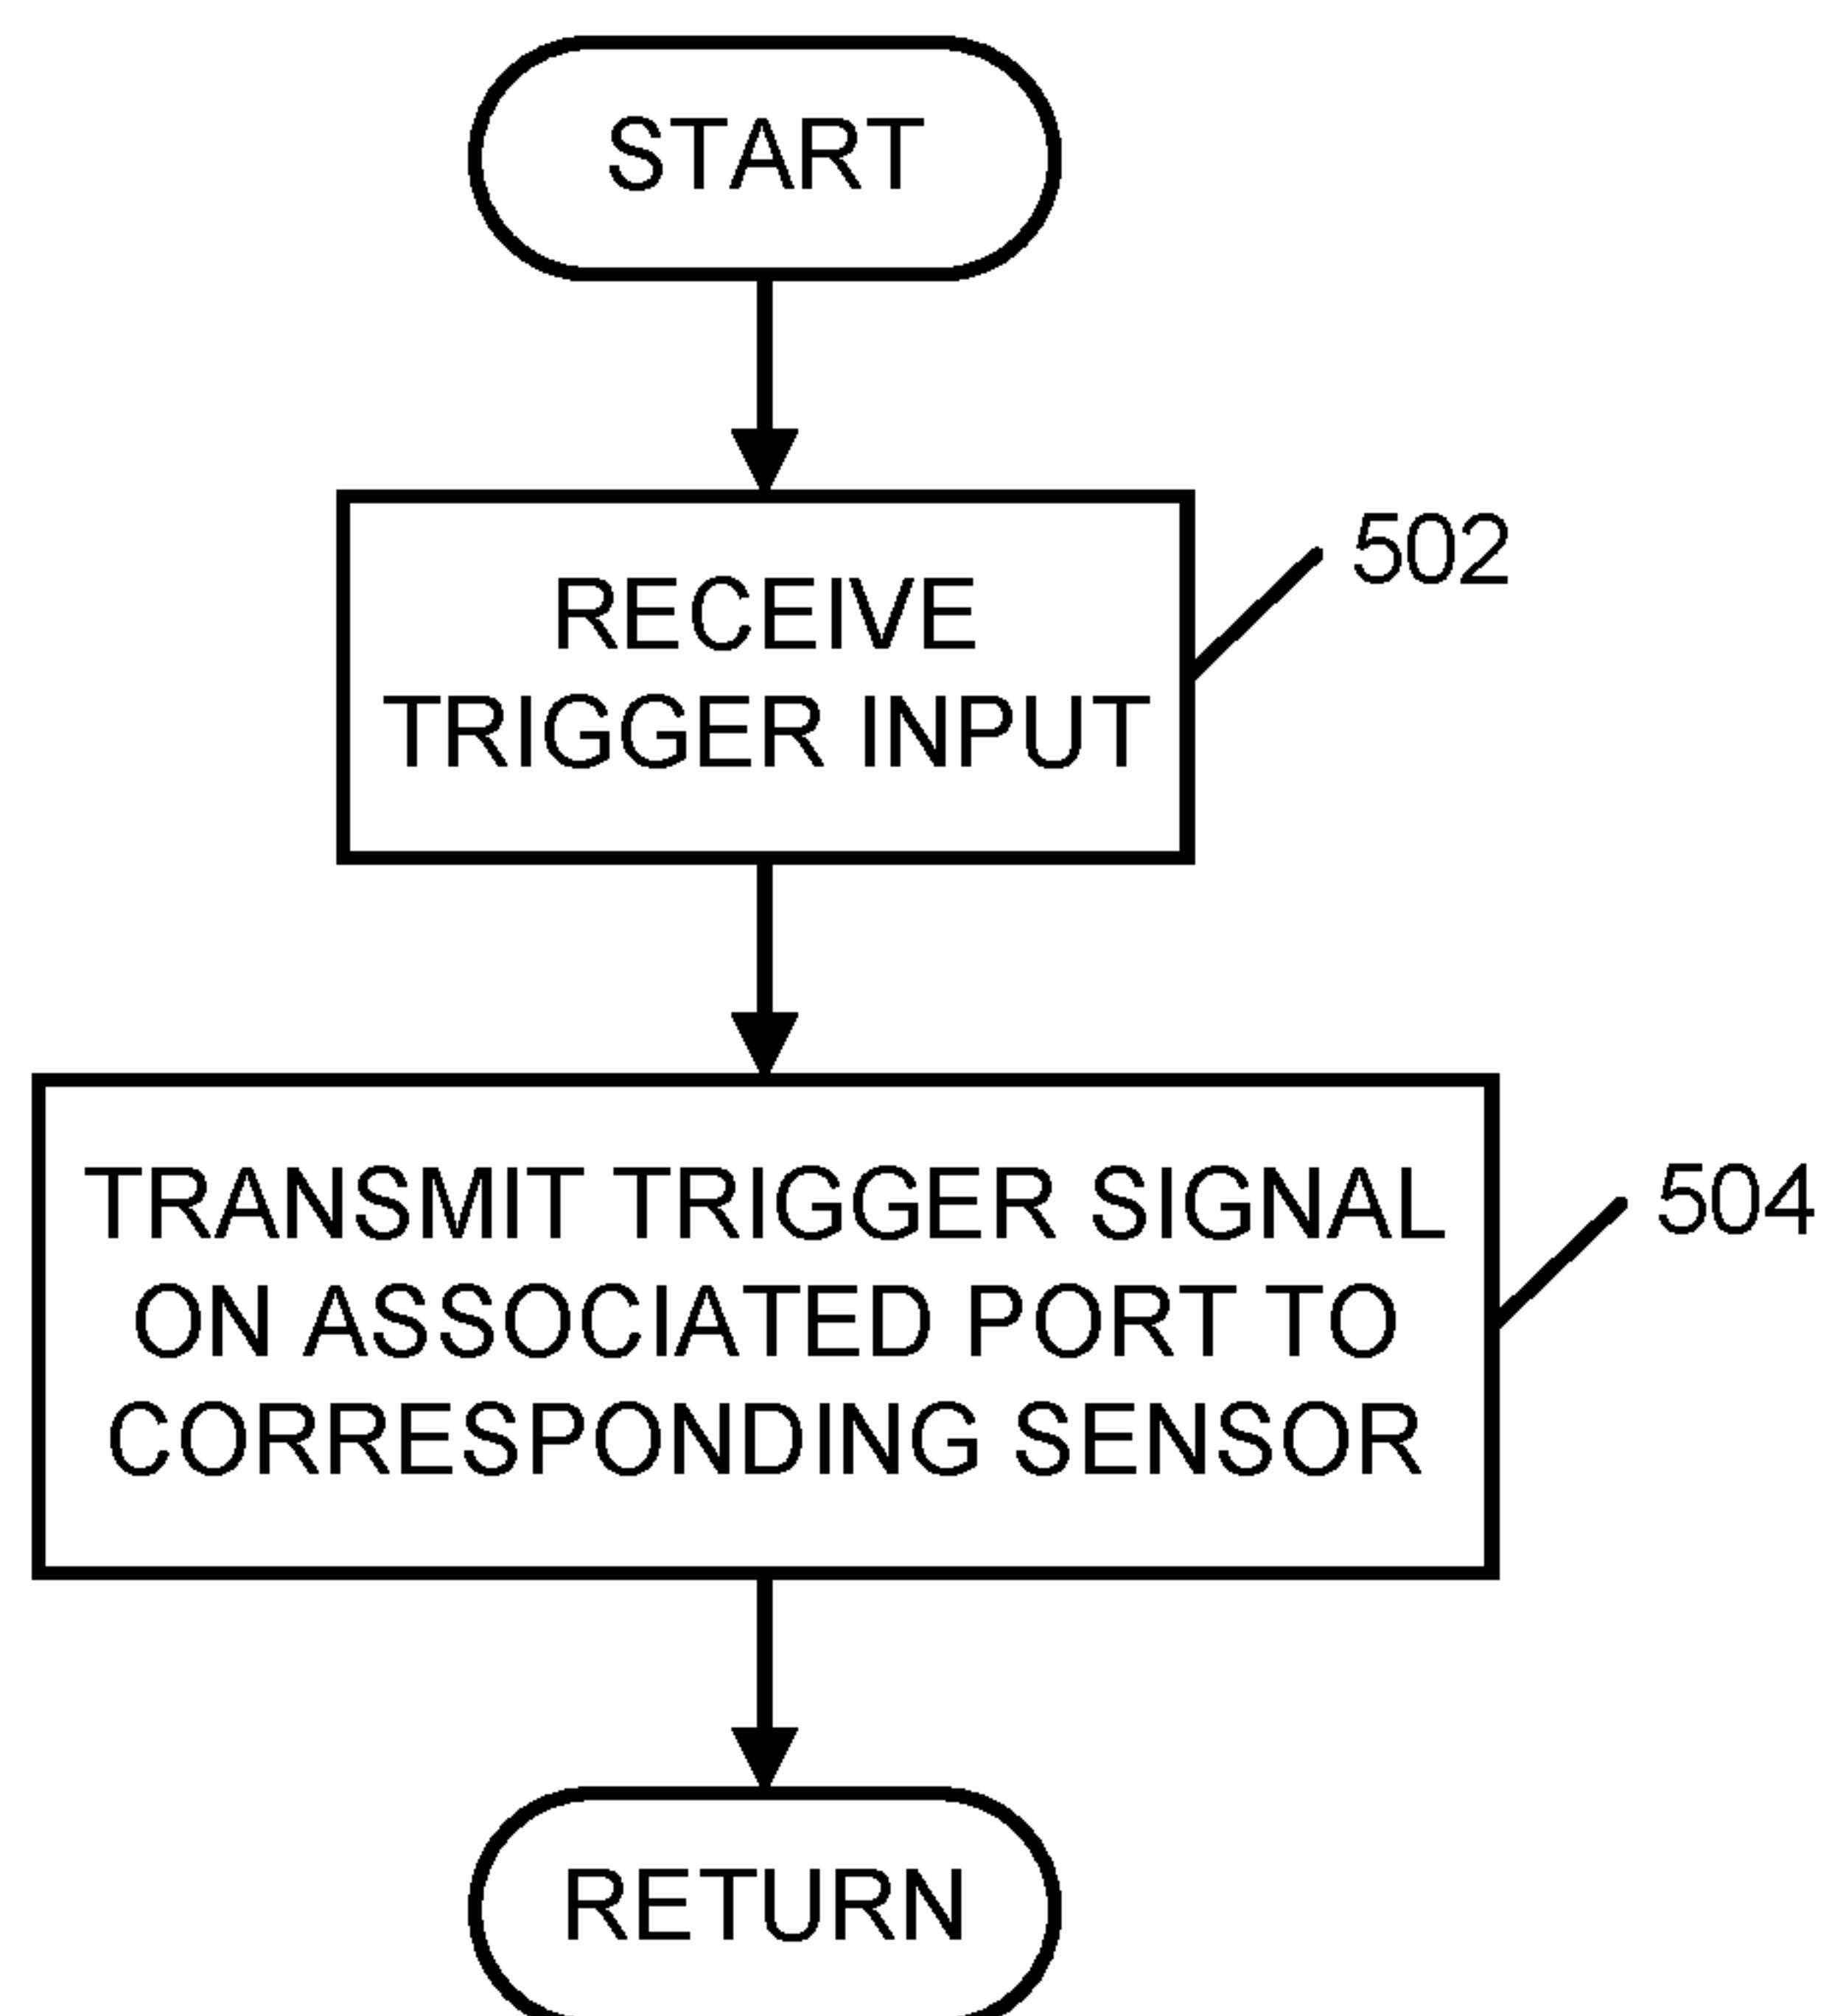 START
RECEIVE
TRIGGER INPUT
502
TRANSMIT TRIGGER SIGNAL
ON ASSOCIATED PORT TO
CORRESPONDING SENSOR
504
RETURN